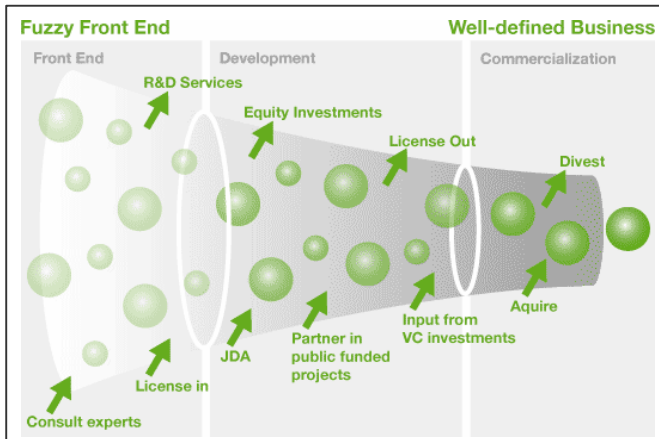 Fuzzy Front End
Well-defined Business
Front End
Development
Commercialization
R&D Services
Equity Investments
License Out
Divest
Consult experts
License in
JDA
Partner in
public funded
projects
Input from
VC investments
Aquire